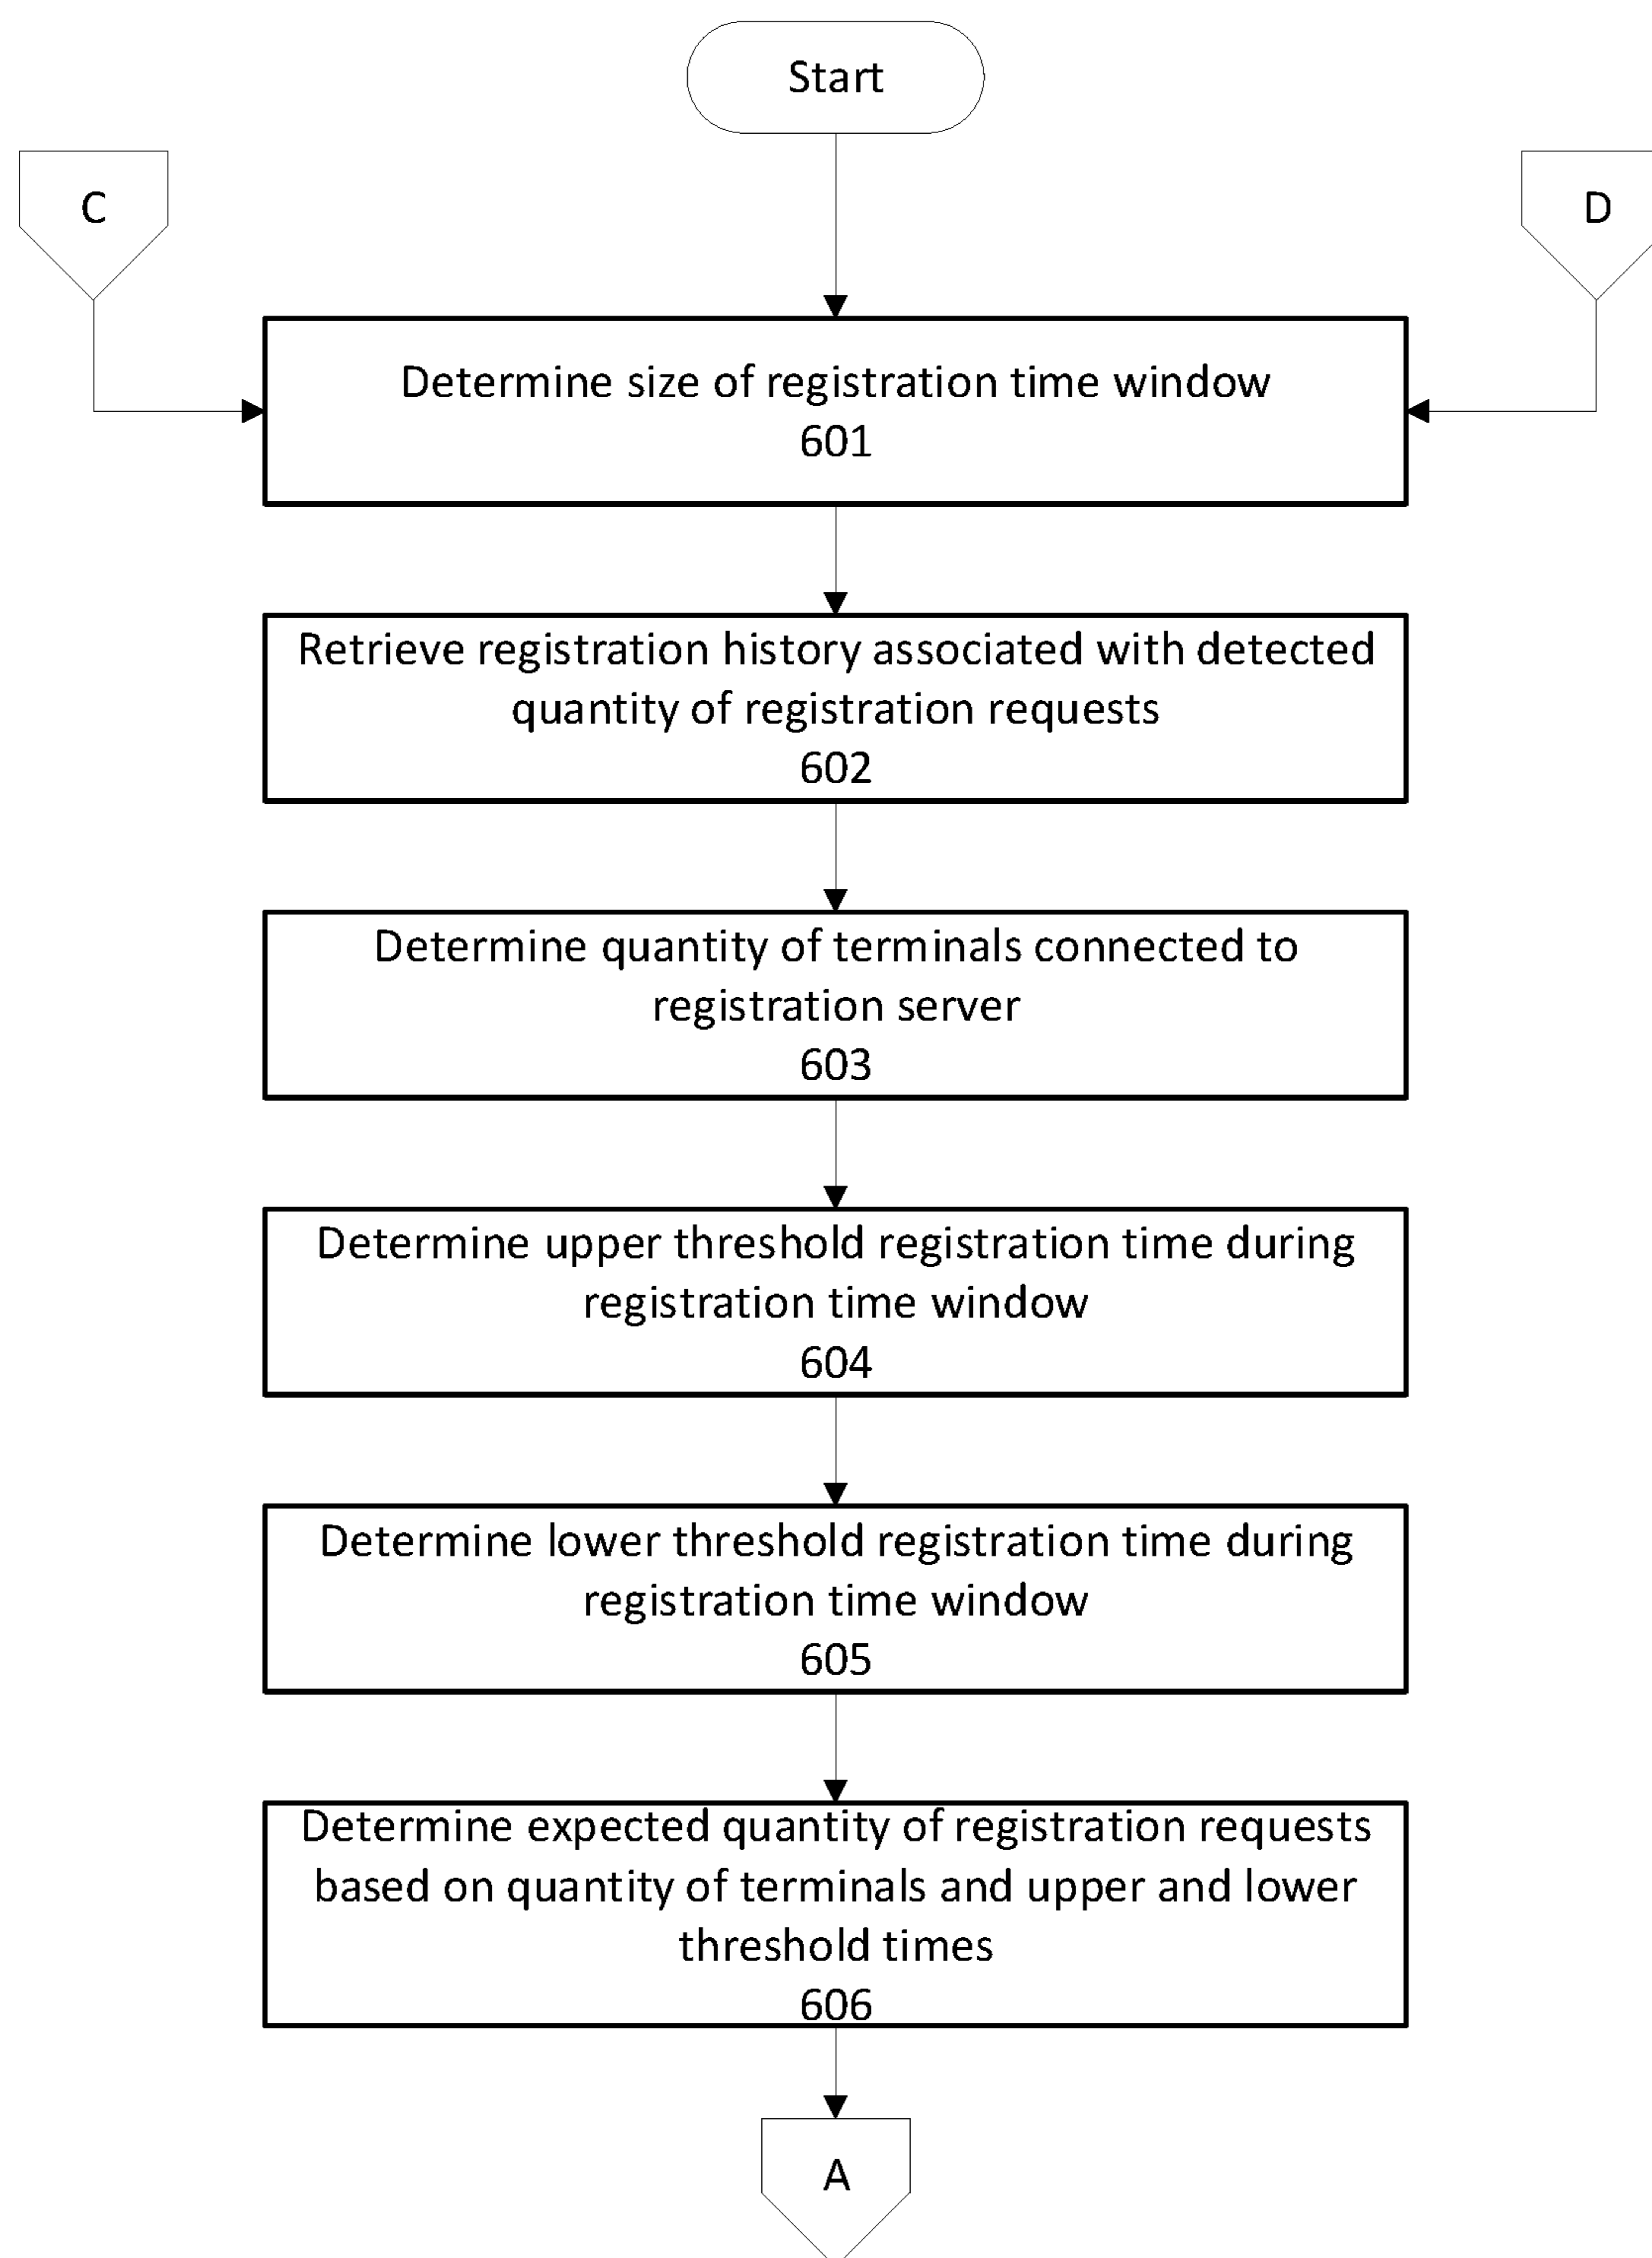 Start
C
D
Determine size of registration time window
601
Retrieve registration history associated with detected
quantity of registration requests
602
Determine quantity of terminals connected to
registration server
603
Determine upper threshold registration time during
registration time window
604
Determine lower threshold registration time during
registration time window
605
Determine expected quantity of registration requests
based on quantity of terminals and upper and lower
threshold times
606
A